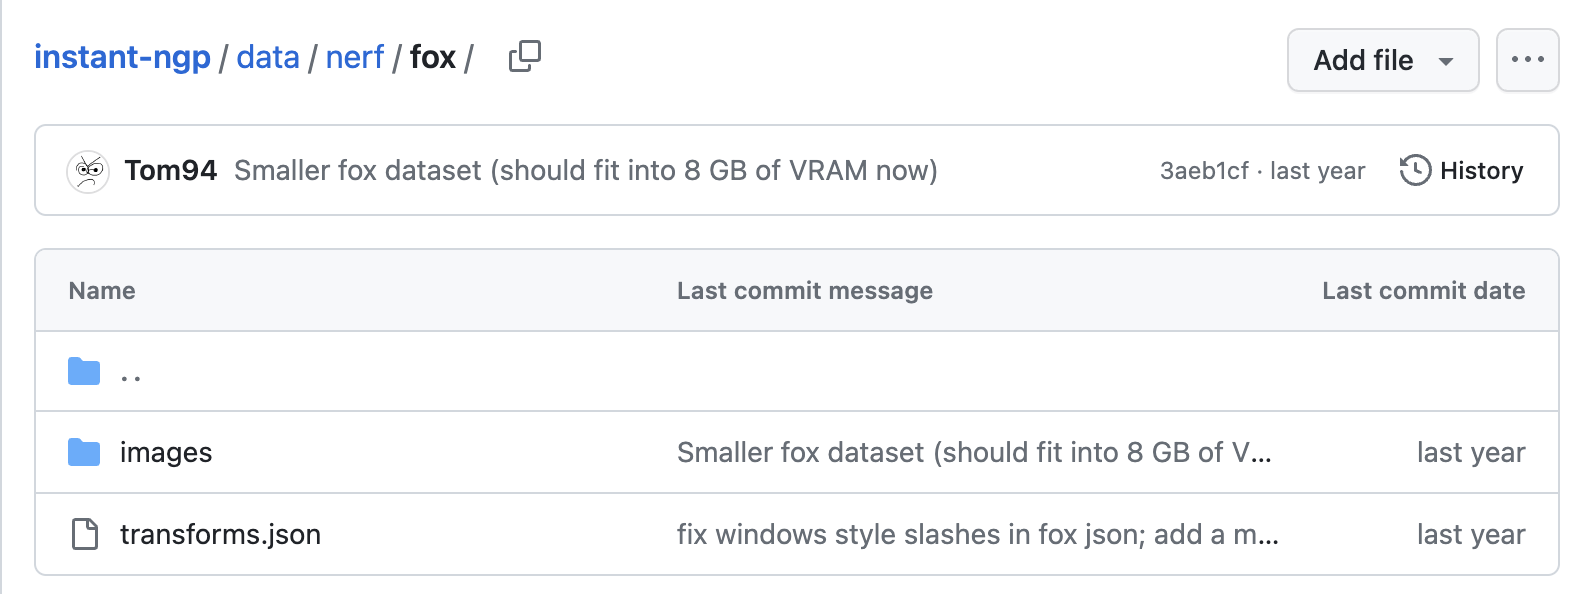 instant-ngp / data / nerf / fox /
Add file
Tom94 Smaller fox dataset (should fit into 8 GB of VRAM now) 3aeb1cf · last year History
Name Last commit message Last commit date
..
images Smaller fox dataset (should fit into 8 GB of V... last year
transforms.json fix windows style slashes in fox json; add a m... last year